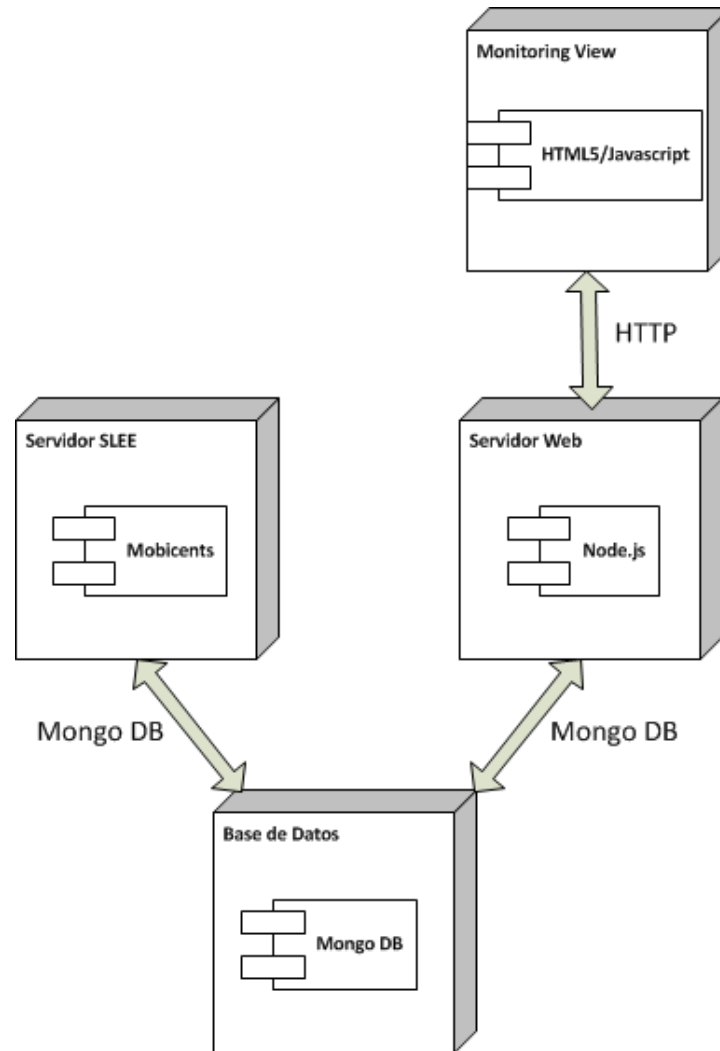 Monitoring View
HTML5/Javascript
HTTP
Servidor SLEE
Mobicents
Servidor Web
Node.js
Mongo DB
Mongo DB
Base de Datos
Mongo DB